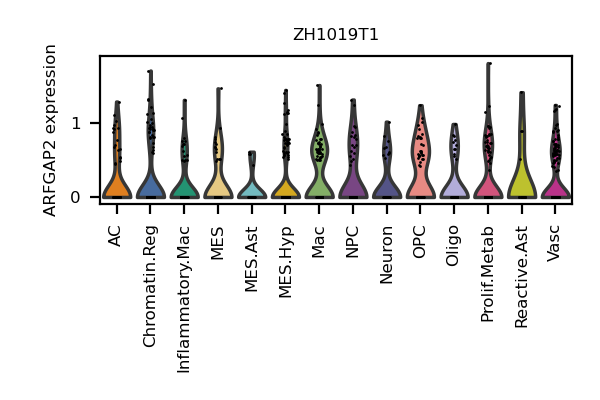 ZH1019T1
ARFGAP2 expression
1
0
AC
Chromatin.Reg
Inflammatory.Mac
MES
MES.Ast
MES.Hyp
Mac
NPC
Neuron
OPC
Oligo
Prolif.Metab
Reactive.Ast
Vasc